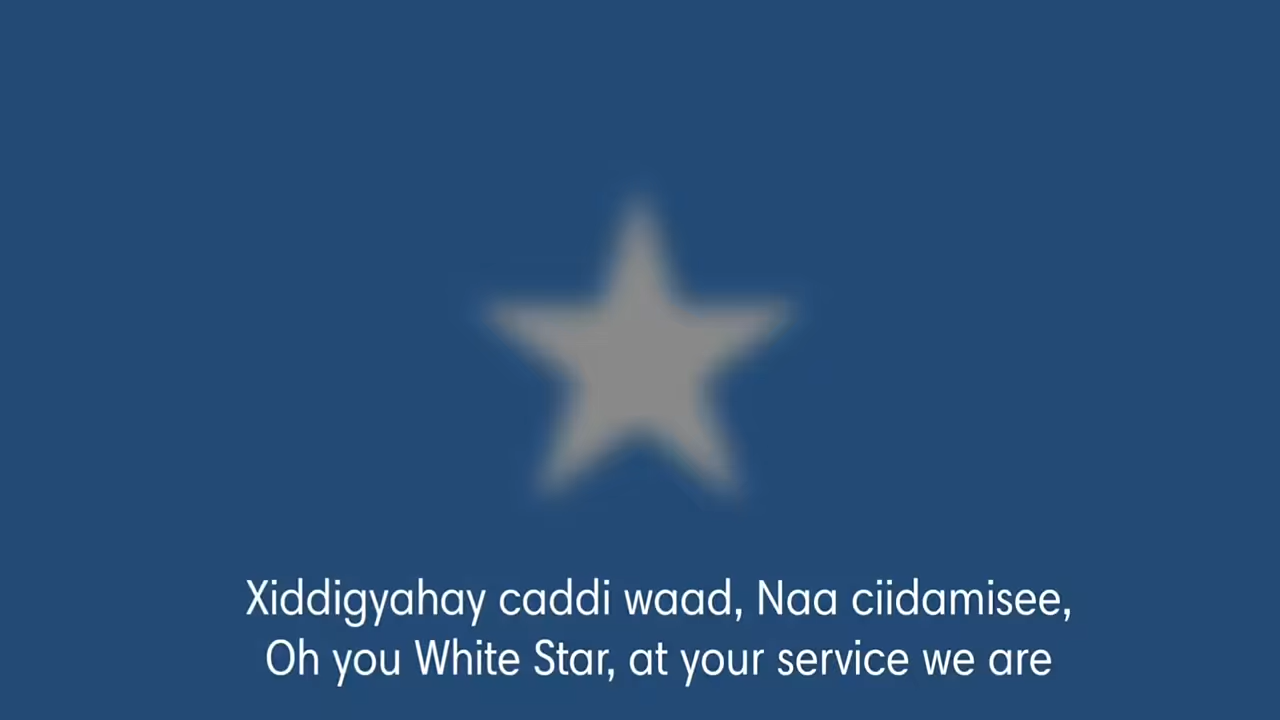 Xiddigyahay caddi waad, Naa ciidamisee,
Oh you White Star, at your service we are